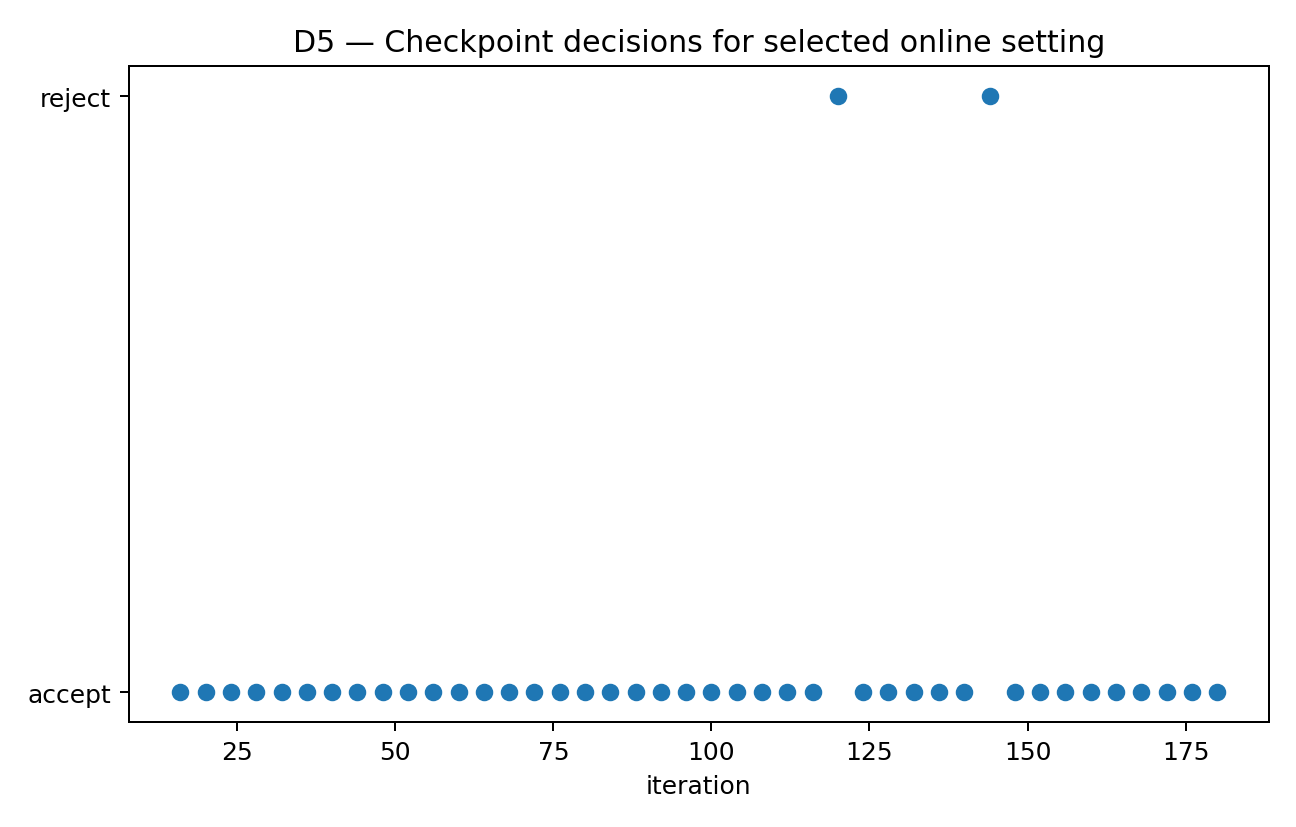 D5 — Checkpoint decisions for selected online setting
reject
accept
25 50 75 100 125 150 175
iteration